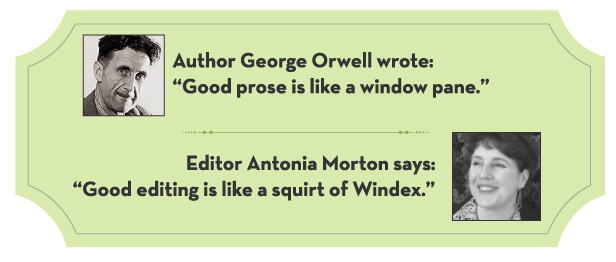 Author George Orwell wrote:
“Good prose is like a window pane.”
Editor Antonia Morton says:
“Good editing is like a squirt of Windex.”